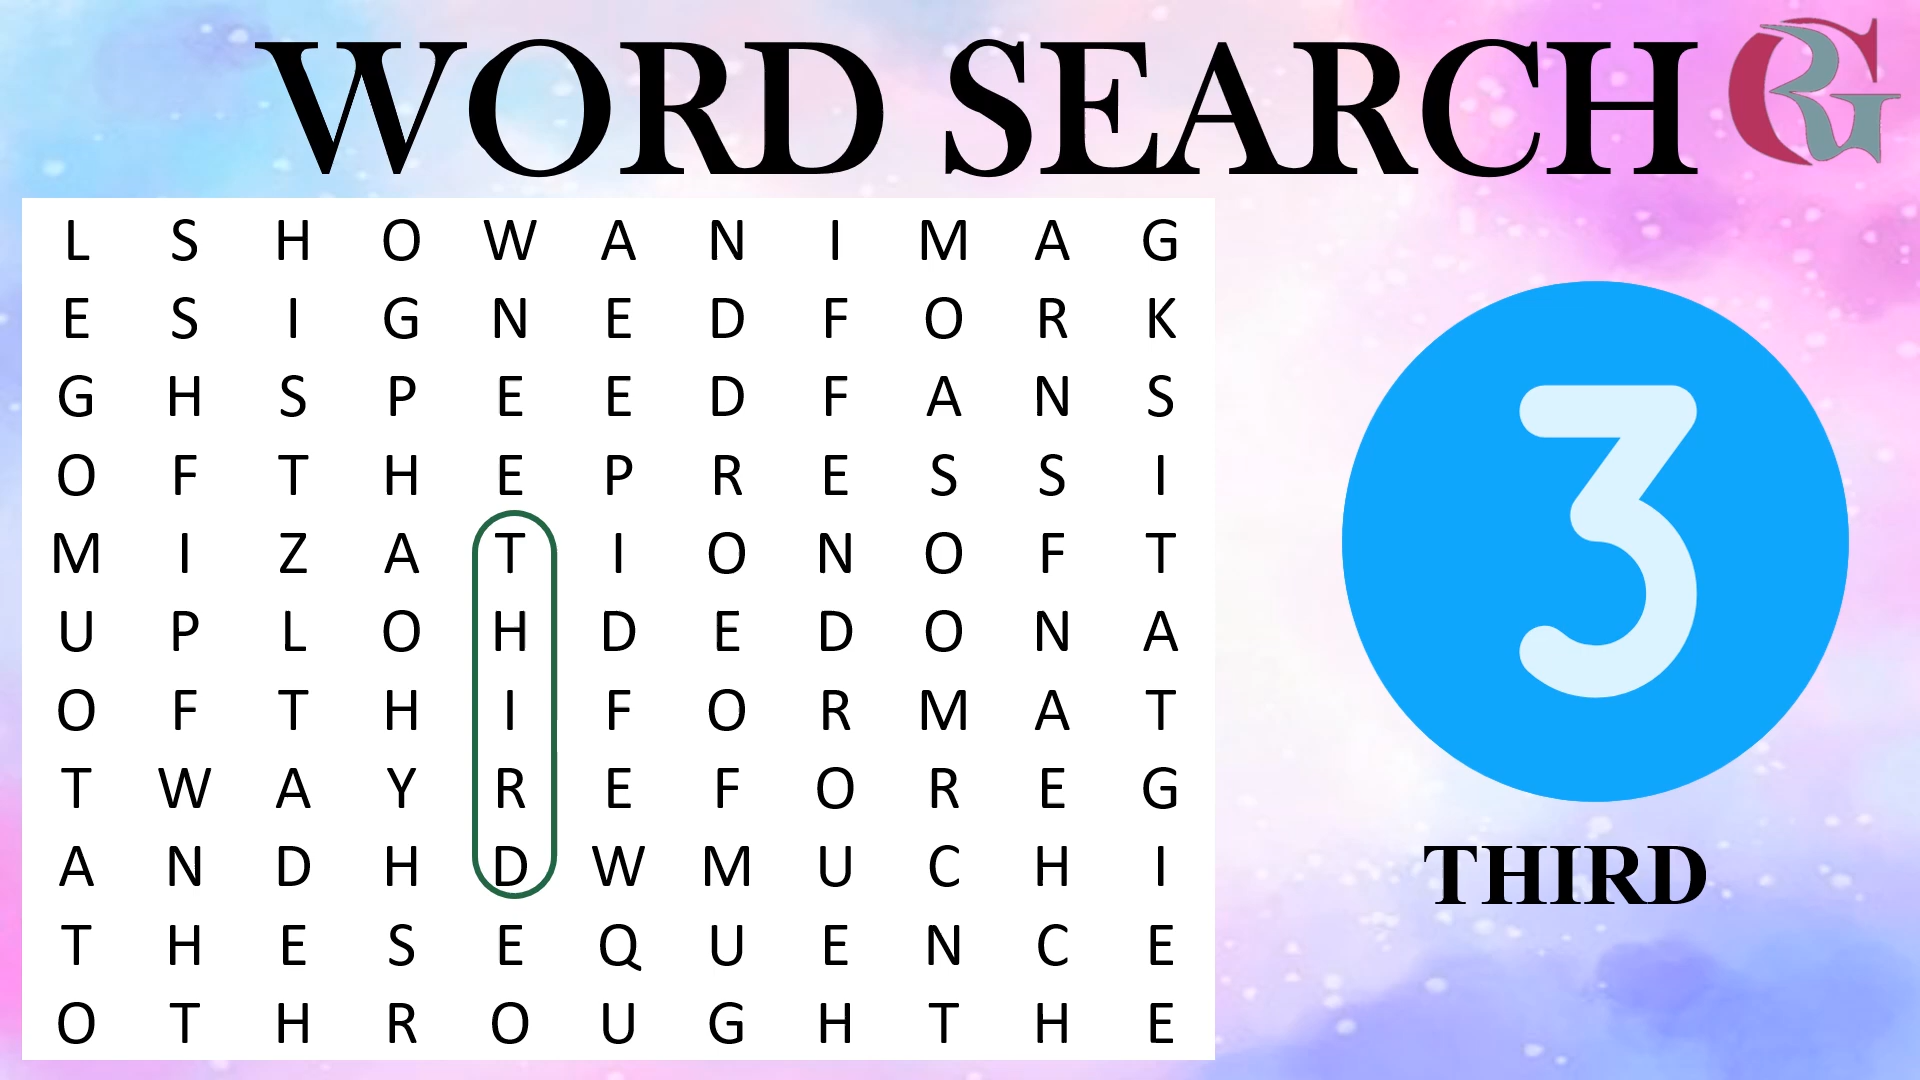 WORD SEARCH
L S H O W A N I M A G
E S I G N E D F O R K
G H S P E E D F A N S
O F T H E P R E S S I
M I Z A T I O N O F T
U P L O H D E D O N A
O F T H I F O R M A T
T W A Y R E F O R E G
A N D H D W M U C H I
T H E S E Q U E N C E
O T H R O U G H T H E
3
THIRD